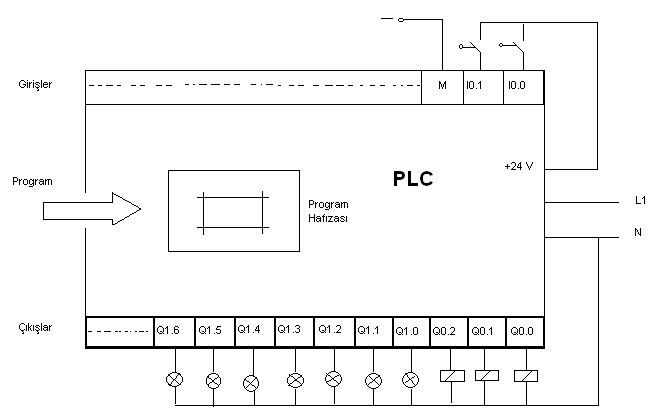 Girişler
M
I0.1
I0.0
+24 V
Program
PLC
Program
Hafızası
L1
N
Çıkışlar
Q1.6
Q1.5
Q1.4
Q1.3
Q1.2
Q1.1
Q1.0
Q0.2
Q0.1
Q0.0